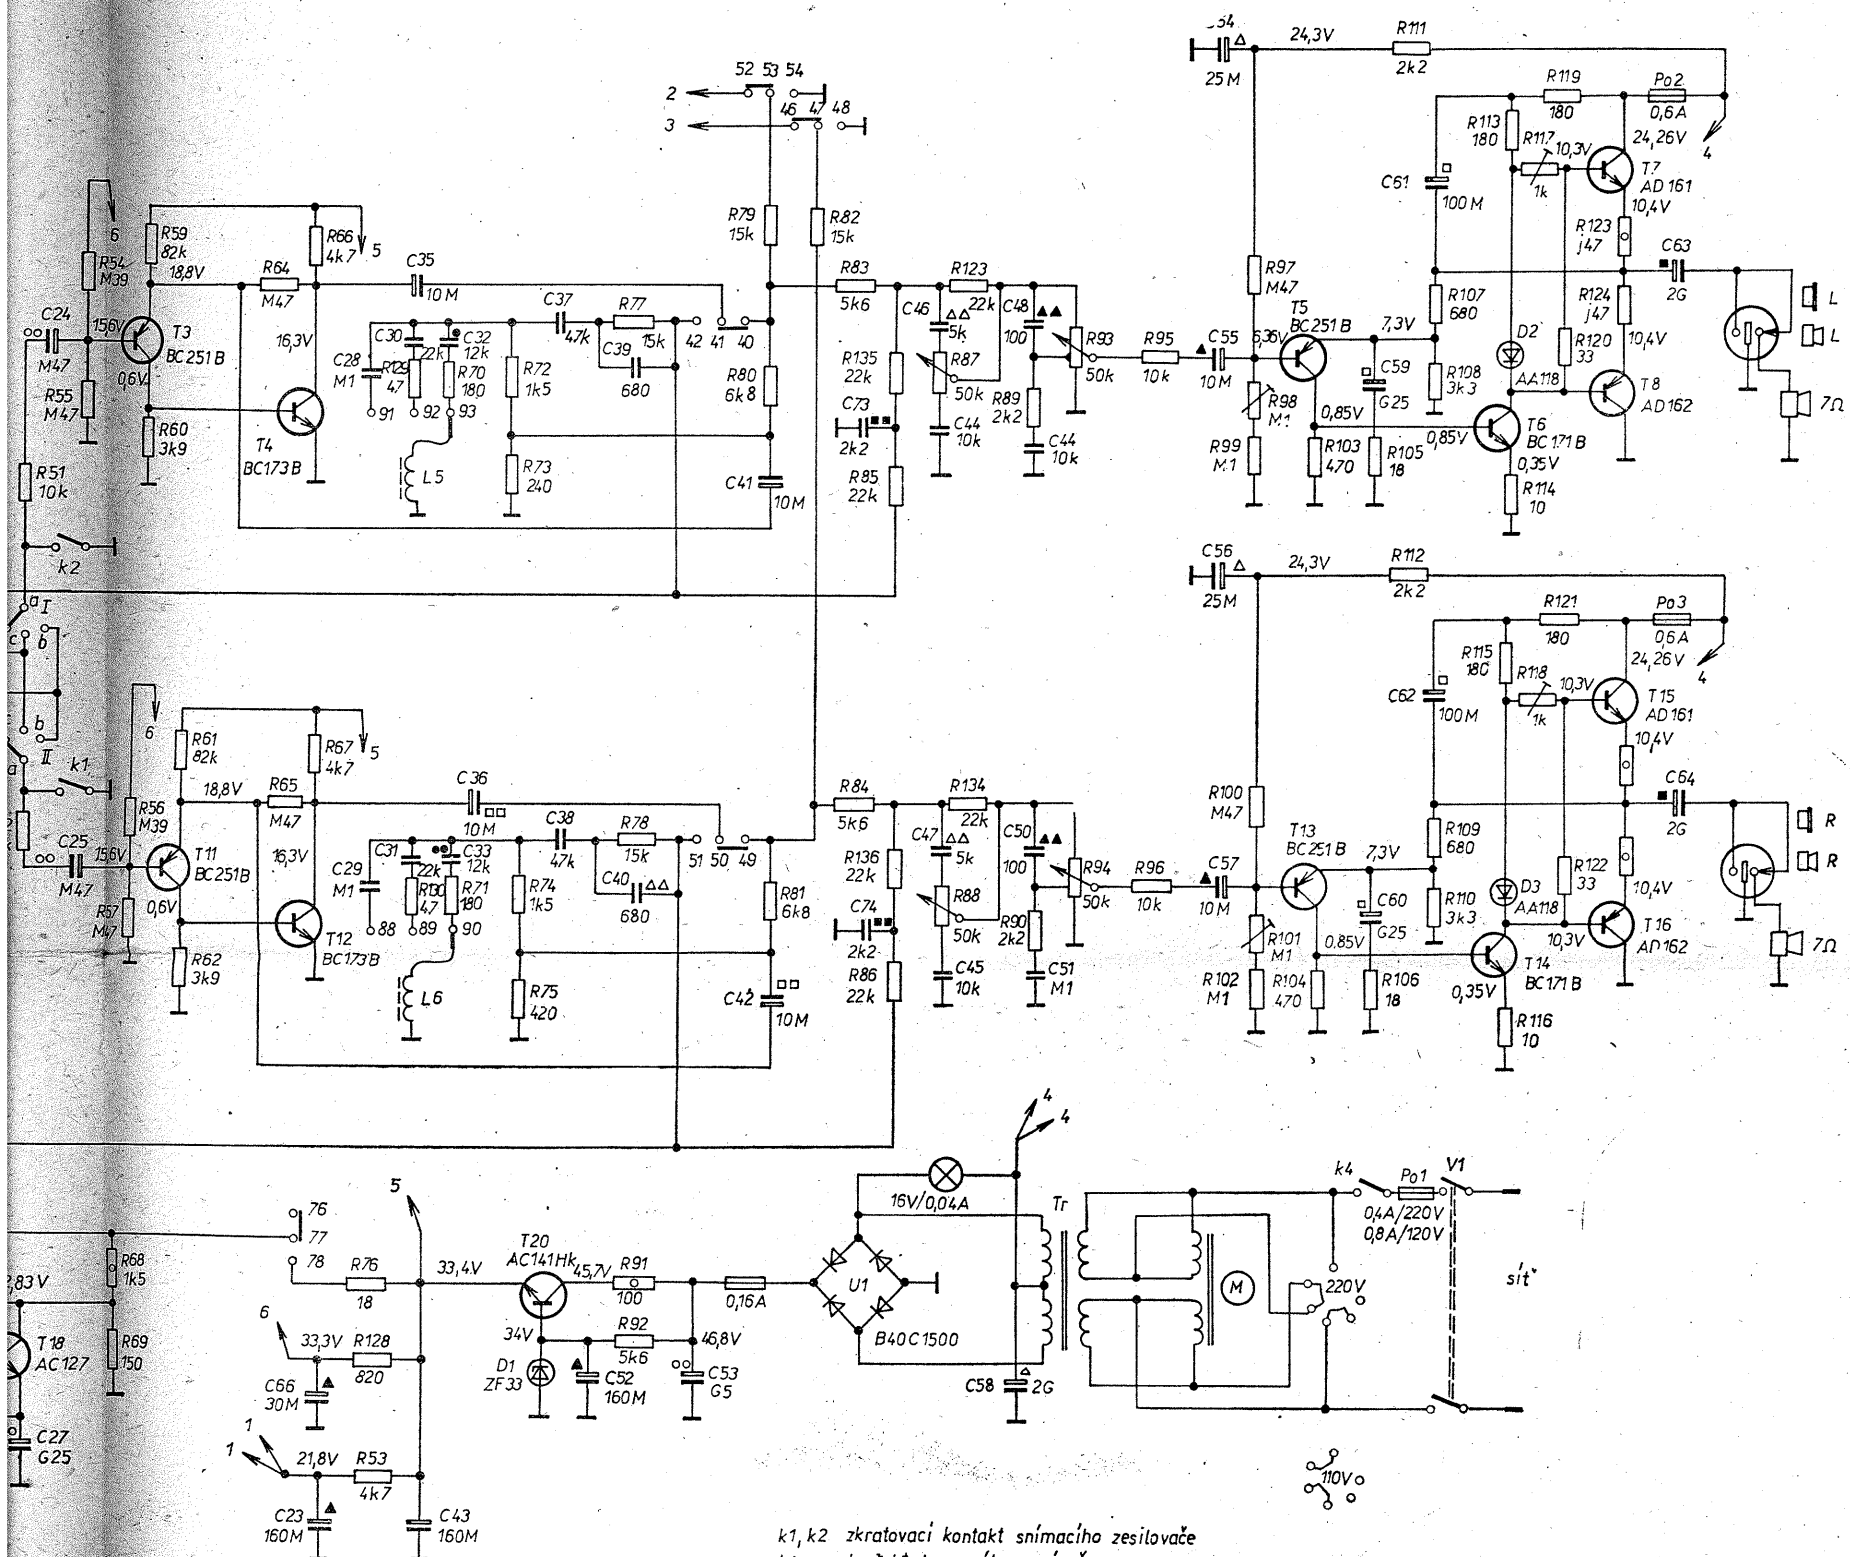 54
25M
24,3V
R111
2k2
52 53 54
2
46 47 48
3
R119
180
Po2
0,6A
R113
180
R117
1k
10,3V
24,26V
4
T7
AD161
C61
100M
10,4V
R123
j47
C63
2G
R79
15k
R82
15k
6
R59
82k
R66
4k7
5
R54
M39
18,8V
R64
M47
C35
10M
R83
5k6
R123
22k
R97
M47
R107
680
R124
j47
L
L
C24
M47
15,6V
T3
BC251B
16,3V
C28
M1
C30
22k
C32
12k
C37
47k
R77
15k
42 41 40
C46
5k
C48
100
R93
50k
R95
10k
C55
10M
6,36V
T5
BC251B
7,3V
D2
AA118
R120
33
10,4V
R55
M47
0,6V
R129
47
R70
180
R72
1k5
C39
680
R80
6k8
R135
22k
R87
50k
R89
2k2
R98
M1
C59
G25
R108
3k3
T8
AD162
7Ω
R60
3k9
T4
BC173B
91 92 93
C73
2k2
C44
10k
C44
10k
R99
M1
0,85V
R103
470
R105
18
0,85V
T6
BC171B
0,35V
R51
10k
L5
R73
240
C41
10M
R85
22k
R114
10
k2
C56
25M
24,3V
R112
2k2
a I
c b
R121
180
Po3
0,6A
R115
180
R118
1k
10,3V
24,26V
4
b
II
a
k1
6
R61
82k
R67
4k7
5
C62
100M
T15
AD161
10,4V
R56
M39
18,8V
R65
M47
C36
10M
R84
5k6
R134
22k
R100
M47
R109
680
C64
2G
R
R
C25
M47
15,6V
T11
BC251B
16,3V
C29
M1
C31
22k
C33
12k
C38
47k
R78
15k
51 50 49
C47
5k
C50
100
R94
50k
R96
10k
C57
10M
T13
BC251B
7,3V
D3
AA118
R122
33
10,4V
R57
M47
0,6V
R130
47
R71
180
R74
1k5
C40
680
R81
6k8
R136
22k
R88
50k
R90
2k2
R101
M1
C60
G25
R110
3k3
T16
AD162
7Ω
R62
3k9
T12
BC173B
88 89 90
C74
2k2
C45
10k
C51
M1
R102
M1
0,85V
R104
470
R106
18
10,3V
0,35V
T14
BC171B
L6
R75
420
C42
10M
R86
22k
R116
10
4
4
76
77
78
5
16V/0,04A
Tr
k4
Po1
V1
0,4A/220V
0,8A/120V
R68
1k5
R76
18
33,4V
T20
AC141Hk
45,7V
R91
100
0,16A
U1
B40C1500
M
220V
síť
,83V
T18
AC127
R69
150
6
33,3V
R128
820
34V
R92
5k6
46,8V
D1
ZF33
C52
160M
C53
G5
C58
2G
C66
30M
C27
G25
1
1
21,8V
R53
4k7
C23
160M
C43
160M
110V
k1, k2 zkratovací kontakt snímacího zesilovače